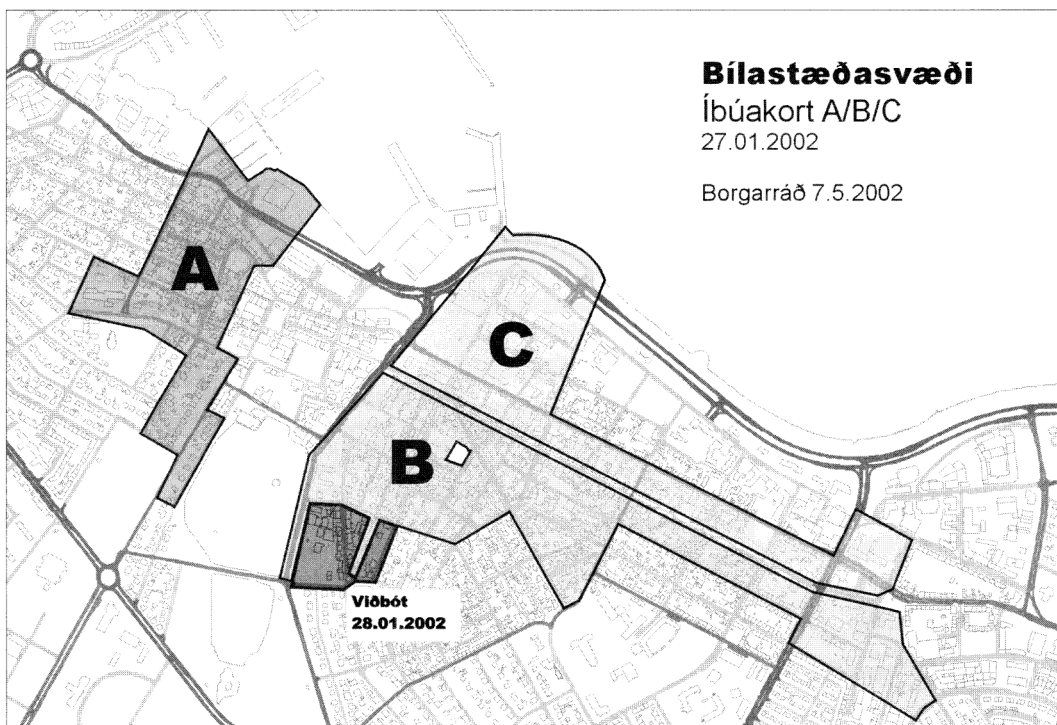 Bílastæðasvæði
Íbúakort A/B/C
27.01.2002
Borgarráð 7.5.2002
A
C
B
Viðbót
28.01.2002